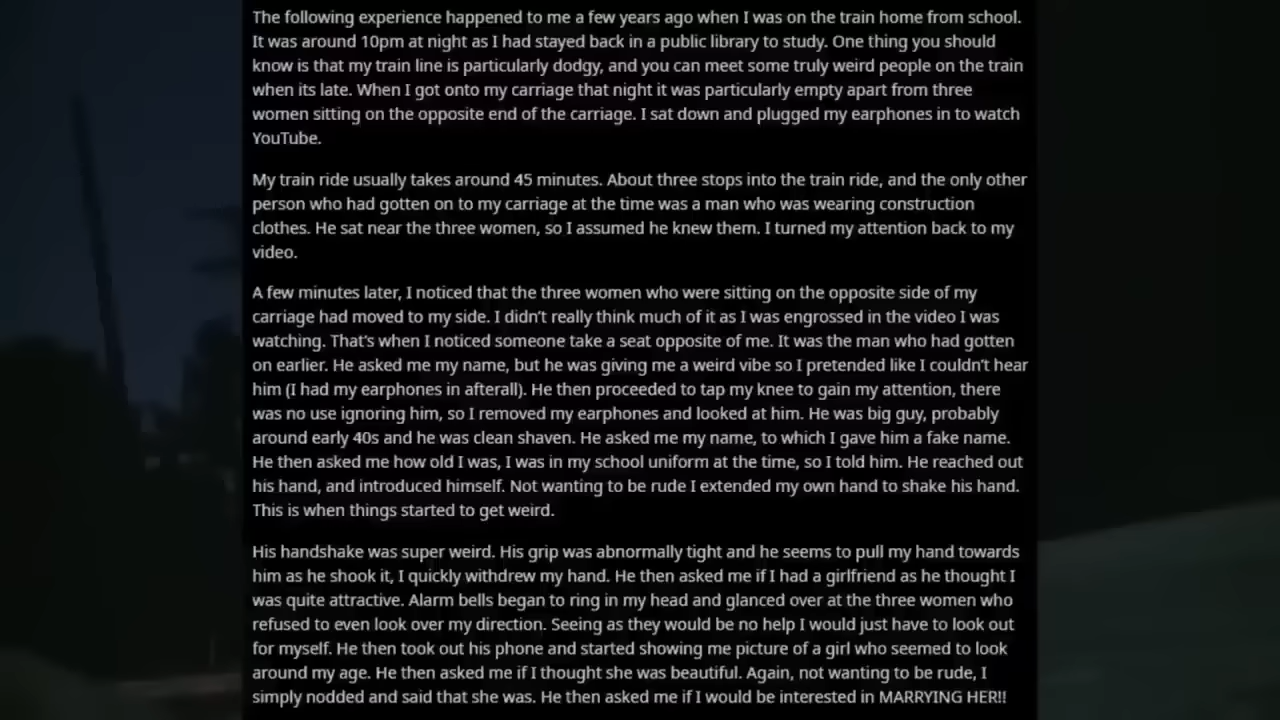 The following experience happened to me a few years ago when I was on the train home from school.
It was around 10pm at night as I had stayed back in a public library to study. One thing you should
know is that my train line is particularly dodgy, and you can meet some truly weird people on the train
when its late. When I got onto my carriage that night it was particularly empty apart from three
women sitting on the opposite end of the carriage. I sat down and plugged my earphones in to watch
YouTube.
My train ride usually takes around 45 minutes. About three stops into the train ride, and the only other
person who had gotten on to my carriage at the time was a man who was wearing construction
clothes. He sat near the three women, so I assumed he knew them. I turned my attention back to my
video.
A few minutes later, I noticed that the three women who were sitting on the opposite side of my
carriage had moved to my side. I didn't really think much of it as I was engrossed in the video I was
watching. That's when I noticed someone take a seat opposite of me. It was the man who had gotten
on earlier. He asked me my name, but he was giving me a weird vibe so I pretended like I couldn't hear
him (I had my earphones in afterall). He then proceeded to tap my knee to gain my attention, there
was no use ignoring him, so I removed my earphones and looked at him. He was big guy, probably
around early 40s and he was clean shaven. He asked me my name, to which I gave him a fake name.
He then asked me how old I was, I was in my school uniform at the time, so I told him. He reached out
his hand, and introduced himself. Not wanting to be rude I extended my own hand to shake his hand.
This is when things started to get weird.
His handshake was super weird. His grip was abnormally tight and he seems to pull my hand towards
him as he shook it, I quickly withdrew my hand. He then asked me if I had a girlfriend as he thought I
was quite attractive. Alarm bells began to ring in my head and glanced over at the three women who
refused to even look over my direction. Seeing as they would be no help I would just have to look out
for myself. He then took out his phone and started showing me picture of a girl who seemed to look
around my age. He then asked me if I thought she was beautiful. Again, not wanting to be rude, I
simply nodded and said that she was. He then asked me if I would be interested in MARRYING HER!!